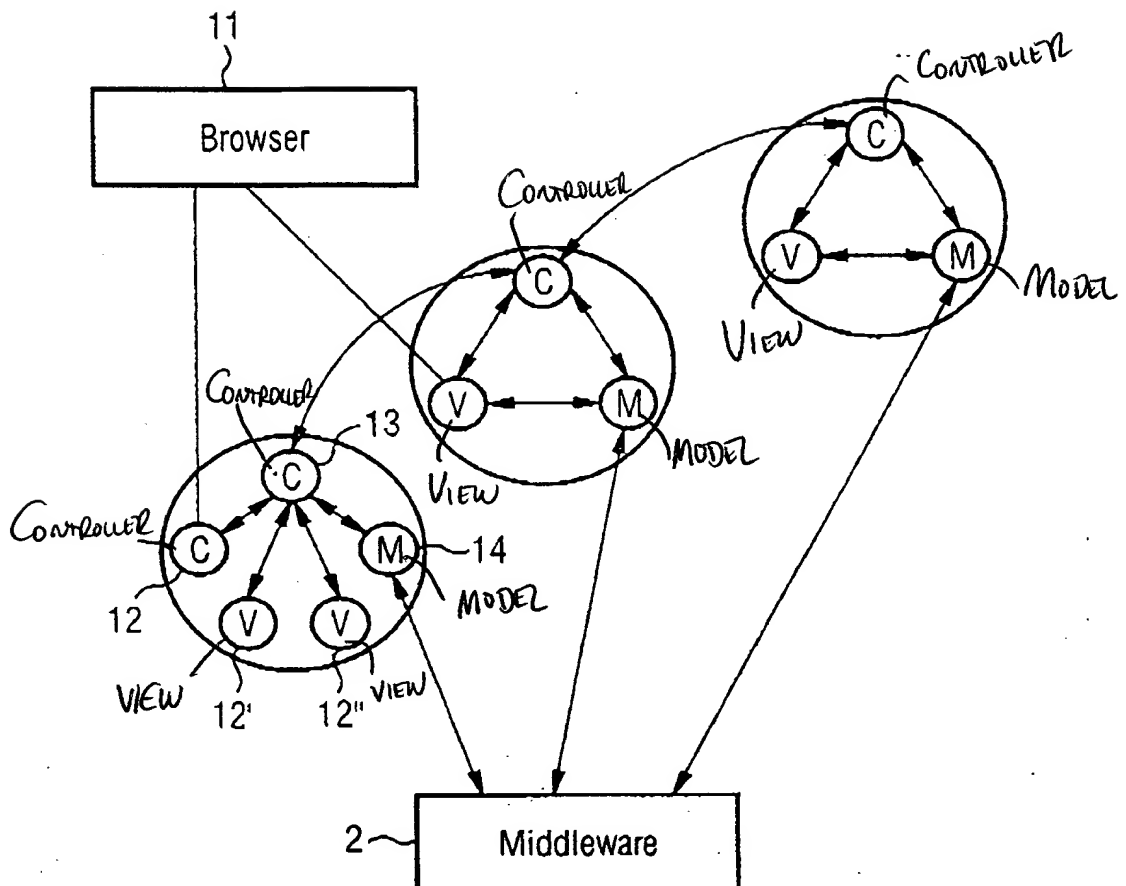 11
Browser
CONTROLLER
C
V
M
VIEW
MODEL
CONTROLLER
C
V
M
VIEW
MODEL
CONTROLLER
13
C
CONTROLLER
C
M
14
12
MODEL
V
V
VIEW
12'
12"
VIEW
2
Middleware